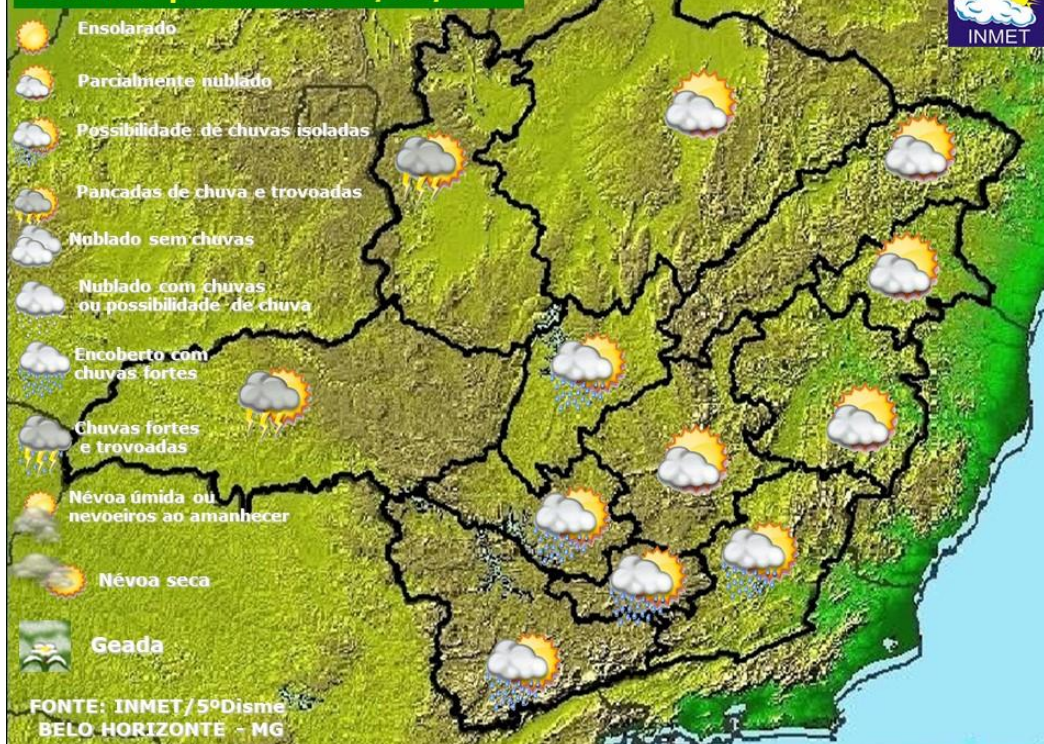 INMET
Ensolarado
Parcialmente nublado
Possibilidade de chuvas isoladas
Pancadas de chuva e trovoadas
Nublado sem chuvas
Nublado com chuvas
ou possibilidade de chuva
Encoberto com
chuvas fortes
Chuvas fortes
e trovoadas
Névoa úmida ou
nevoeiros ao amanhecer
Névoa seca
Geada
FONTE: INMET/5ºDisme
BELO HORIZONTE - MG